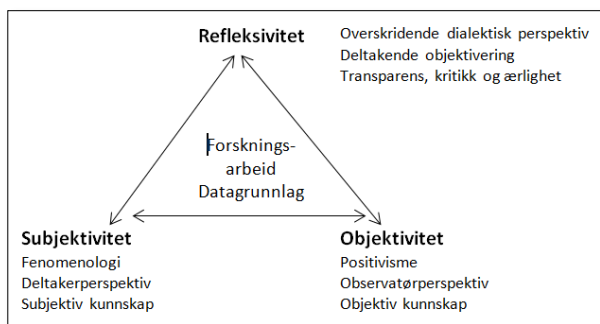 Refleksivitet
Overskridende dialektisk perspektiv
Deltakende objektivering
Transparens, kritikk og ærlighet
Forsknings-
arbeid
Datagrunnlag
Subjektivitet
Fenomenologi
Deltakerperspektiv
Subjektiv kunnskap
Objektivitet
Positivisme
Observatørperspektiv
Objektiv kunnskap